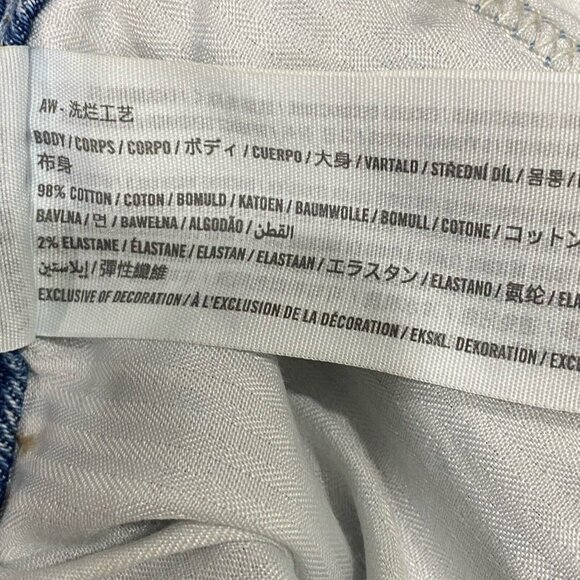 AW - 洗烂工艺
BODY / CORPS / CORPO / ボディ / CUERPO / 大身 / VARTALO / STŘEDNÍ DÍL / 몸통 /
布身
98% COTTON / COTON / BOMULD / KATOEN / BAUMWOLLE / BOMULL / COTONE / コットン
BAVLNA / 면 / BAWEŁNA / ALGODÃO / القطن
2% ELASTANE / ÉLASTANE / ELASTAN / ELASTAAN / エラスタン / ELASTANO / 氨纶 /
إيلاستين / 彈性纖維
EXCLUSIVE OF DECORATION / À L'EXCLUSION DE LA DÉCORATION / EKSKL. DEKORATION /